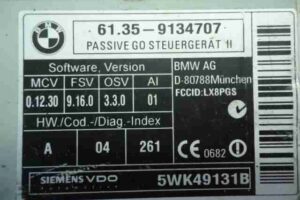 61.35-9134707
PASSIVE GO STEUERGERÄT II
Software, Version
MCV FSV OSV AI
0.12.30 9.16.0 3.3.0 01
HW./Cod.-/Diag.-Index
A 04 261
BMW AG
D-80788München
FCCID:LX8PGS
CE 0682 !
SIEMENS VDO 5WK49131B